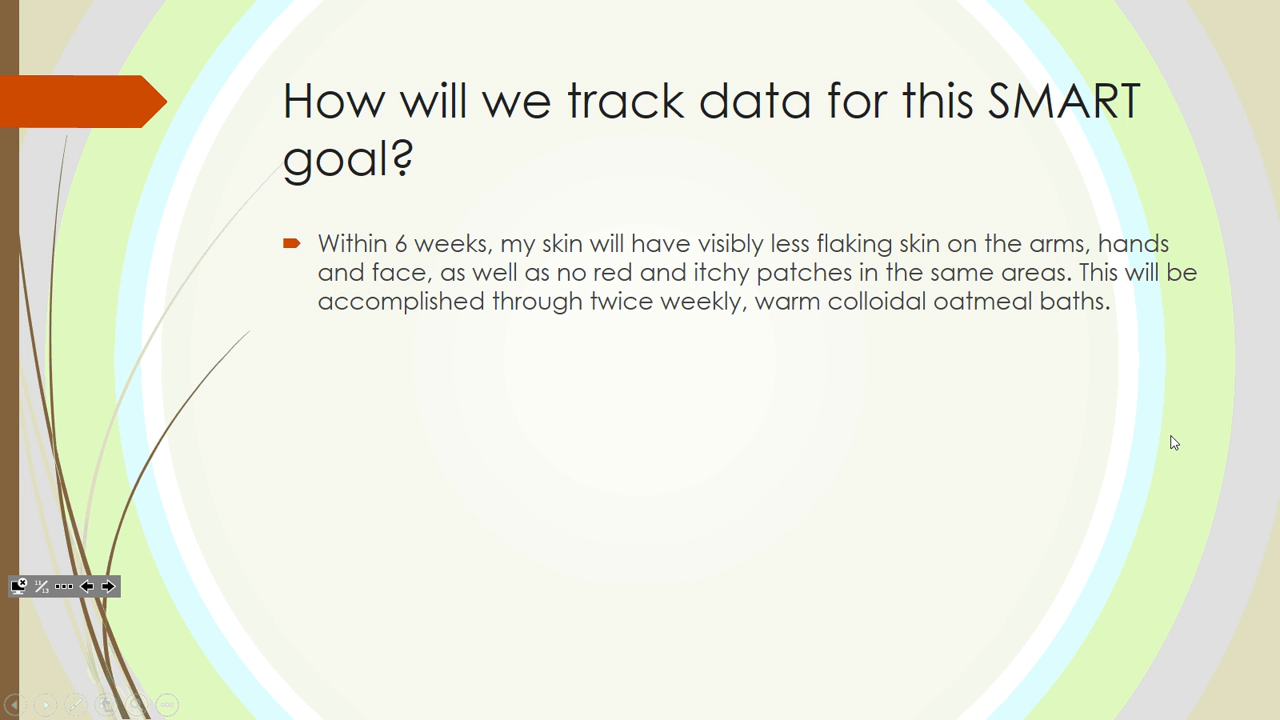 How will we track data for this SMART
goal?
Within 6 weeks, my skin will have visibly less flaking skin on the arms, hands
and face, as well as no red and itchy patches in the same areas. This will be
accomplished through twice weekly, warm colloidal oatmeal baths.
11/13